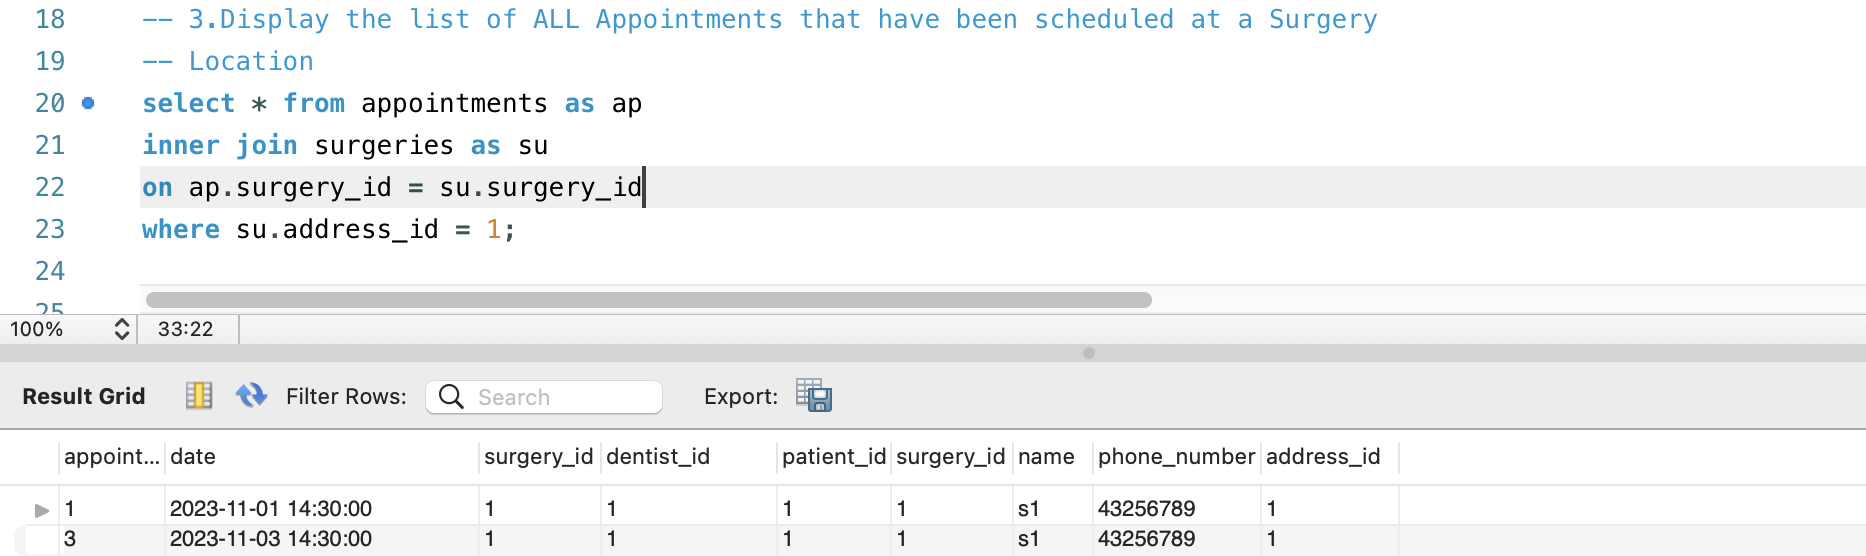 18 -- 3.Display the list of ALL Appointments that have been scheduled at a Surgery
19 -- Location
20 select * from appointments as ap
21 inner join surgeries as su
22 on ap.surgery_id = su.surgery_id
23 where su.address_id = 1;
24
25
100% 33:22
Result Grid Filter Rows: Search Export:
appoint... date surgery_id dentist_id patient_id surgery_id name phone_number address_id
1 2023-11-01 14:30:00 1 1 1 1 s1 43256789 1
3 2023-11-03 14:30:00 1 1 1 1 s1 43256789 1